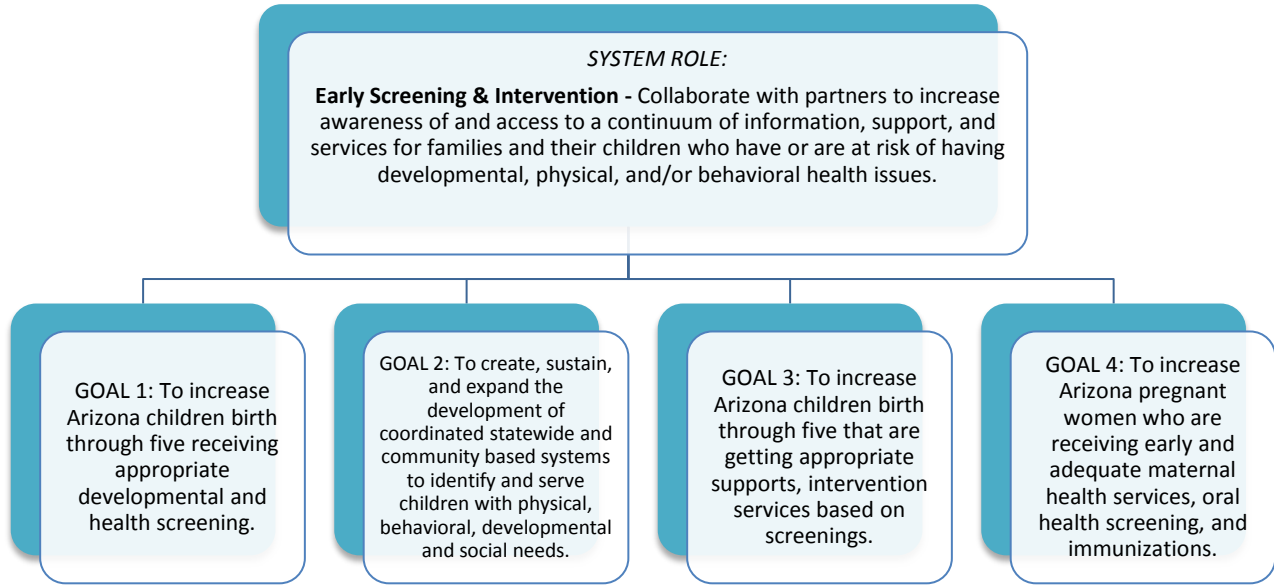 SYSTEM ROLE:
Early Screening & Intervention - Collaborate with partners to increase
awareness of and access to a continuum of information, support, and
services for families and their children who have or are at risk of having
developmental, physical, and/or behavioral health issues.
GOAL 1: To increase
Arizona children birth
through five receiving
appropriate
developmental and
health screening.
GOAL 2: To create, sustain,
and expand the
development of
coordinated statewide and
community based systems
to identify and serve
children with physical,
behavioral, developmental
and social needs.
GOAL 3: To increase
Arizona children birth
through five that are
getting appropriate
supports, intervention
services based on
screenings.
GOAL 4: To increase
Arizona pregnant
women who are
receiving early and
adequate maternal
health services, oral
health screening, and
immunizations.